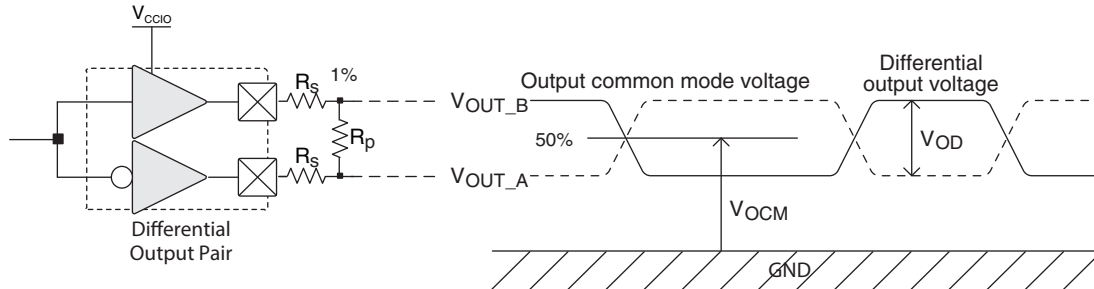 VCCIO
Rs
1%
Rp
Rs
Differential
Output Pair
VOUT_B
VOUT_A
Output common mode voltage
50%
VOCM
Differential
output voltage
VOD
GND